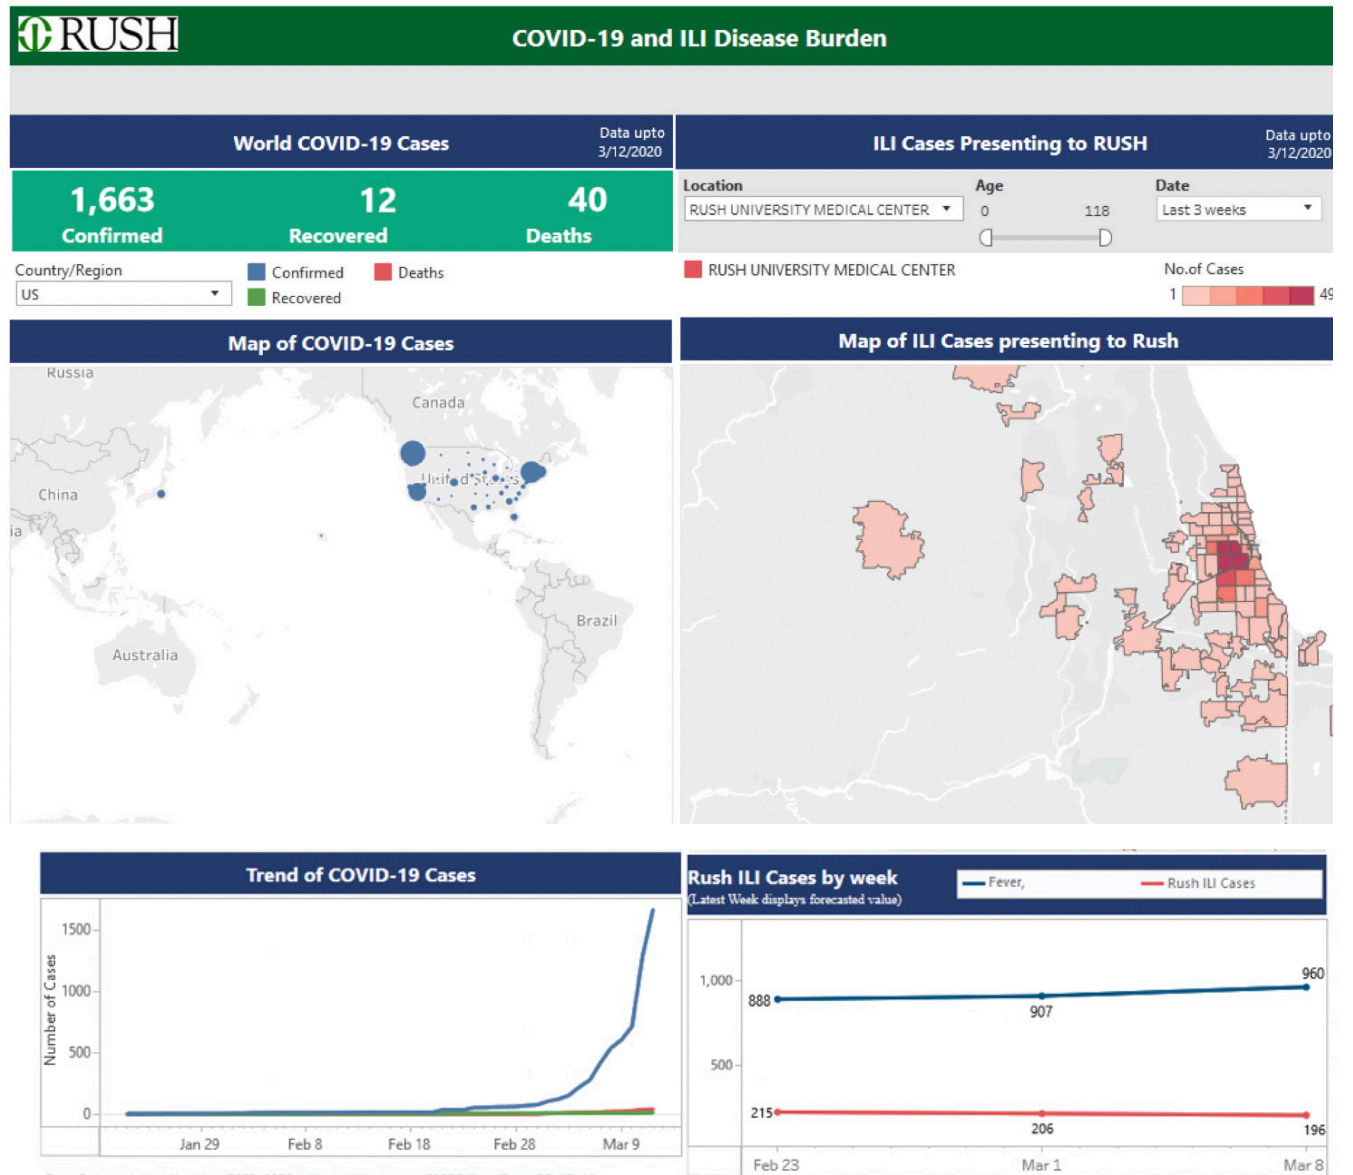 RUSH
COVID-19 and ILI Disease Burden
World COVID-19 Cases
Data upto
3/12/2020
1,663
12
40
Confirmed
Recovered
Deaths
Country/Region
US
Confirmed
Deaths
Recovered
Map of COVID-19 Cases
Russia
Canada
China
United States
ia
Brazil
Australia
ILI Cases Presenting to RUSH
Data upto
3/12/2020
Location
Age
Date
RUSH UNIVERSITY MEDICAL CENTER
0
118
Last 3 weeks
RUSH UNIVERSITY MEDICAL CENTER
No.of Cases
1
49
Map of ILI Cases presenting to Rush
Trend of COVID-19 Cases
Number of Cases
1500
1000
500
0
Jan 29
Feb 8
Feb 18
Feb 28
Mar 9
Rush ILI Cases by week
(Latest Week displays forecasted value)
Fever,
Rush ILI Cases
1,000
500
888
907
960
215
206
196
Feb 23
Mar 1
Mar 8